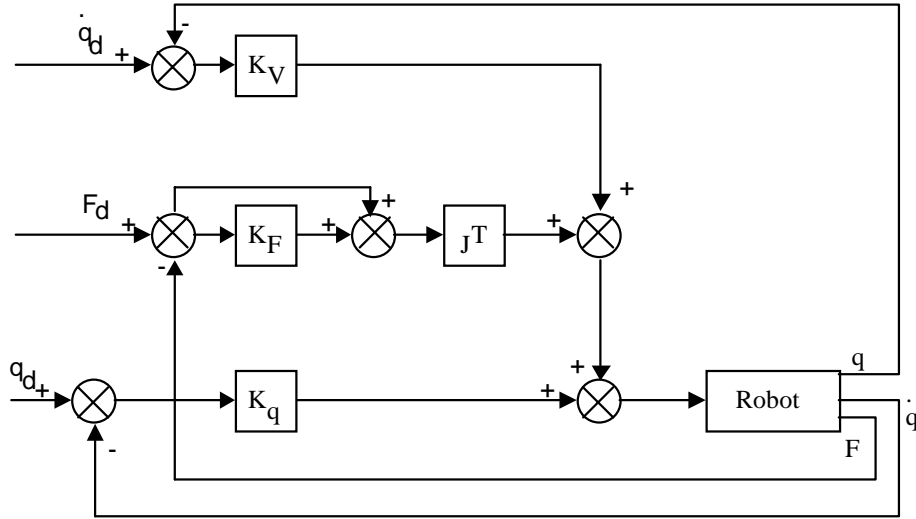 q̇d + -
KV
+
Fd + + +
KF
JT
+
-
qd + +
Kq
+
Robot
q
q̇
F
-